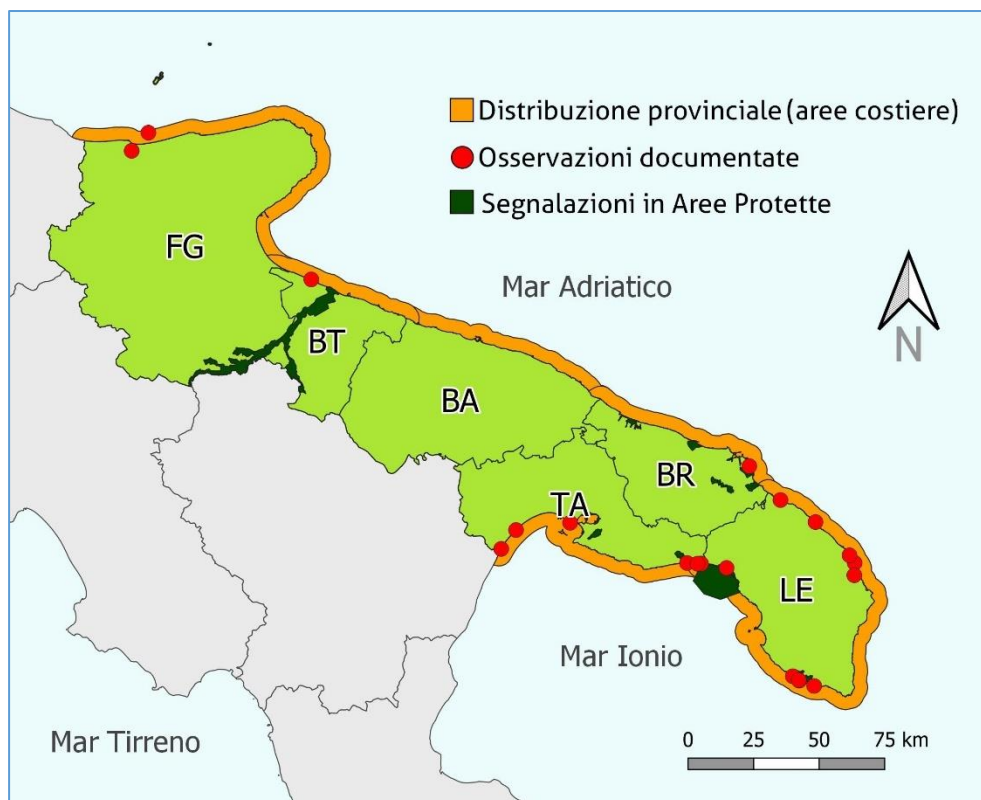 Distribuzione provinciale (aree costiere)
Osservazioni documentate
Segnalazioni in Aree Protette
FG
Mar Adriatico
N
BT
BA
BR
TA
LE
Mar Ionio
Mar Tirreno
0 25 50 75 km